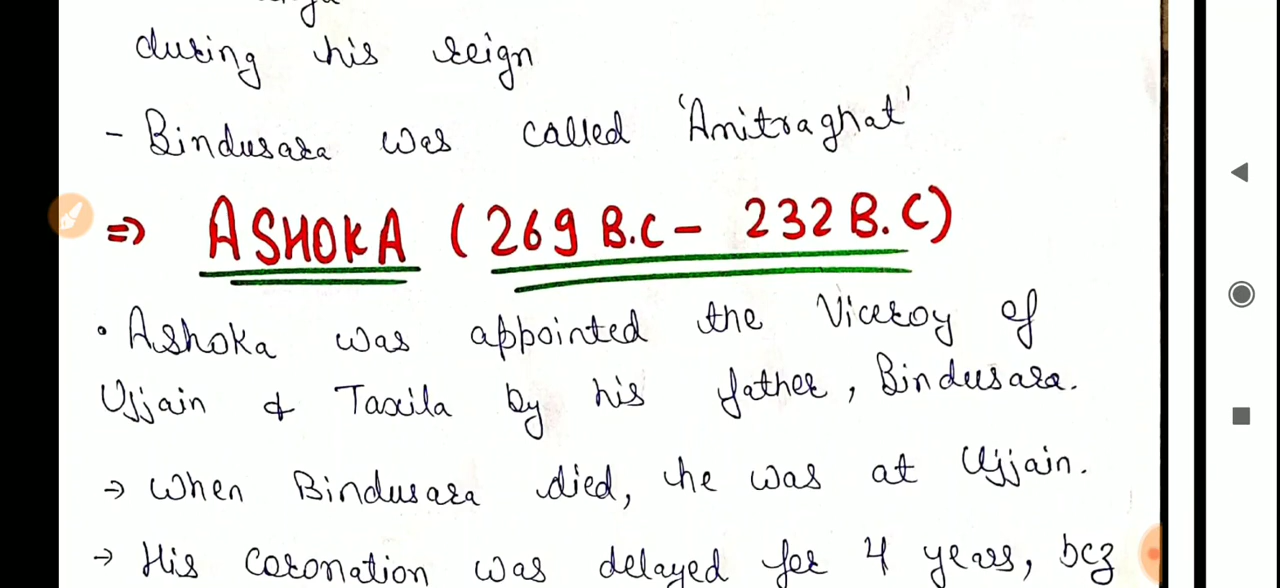 during his reign
- Bindusara was called 'Amitraghat'
⇒ ASHOKA (269 B.C - 232 B.C)
• Ashoka was appointed the Viceroy of
Ujjain & Taxila by his father, Bindusara.
→ When Bindusara died, he was at Ujjain.
→ His coronation was delayed for 4 years, bcz